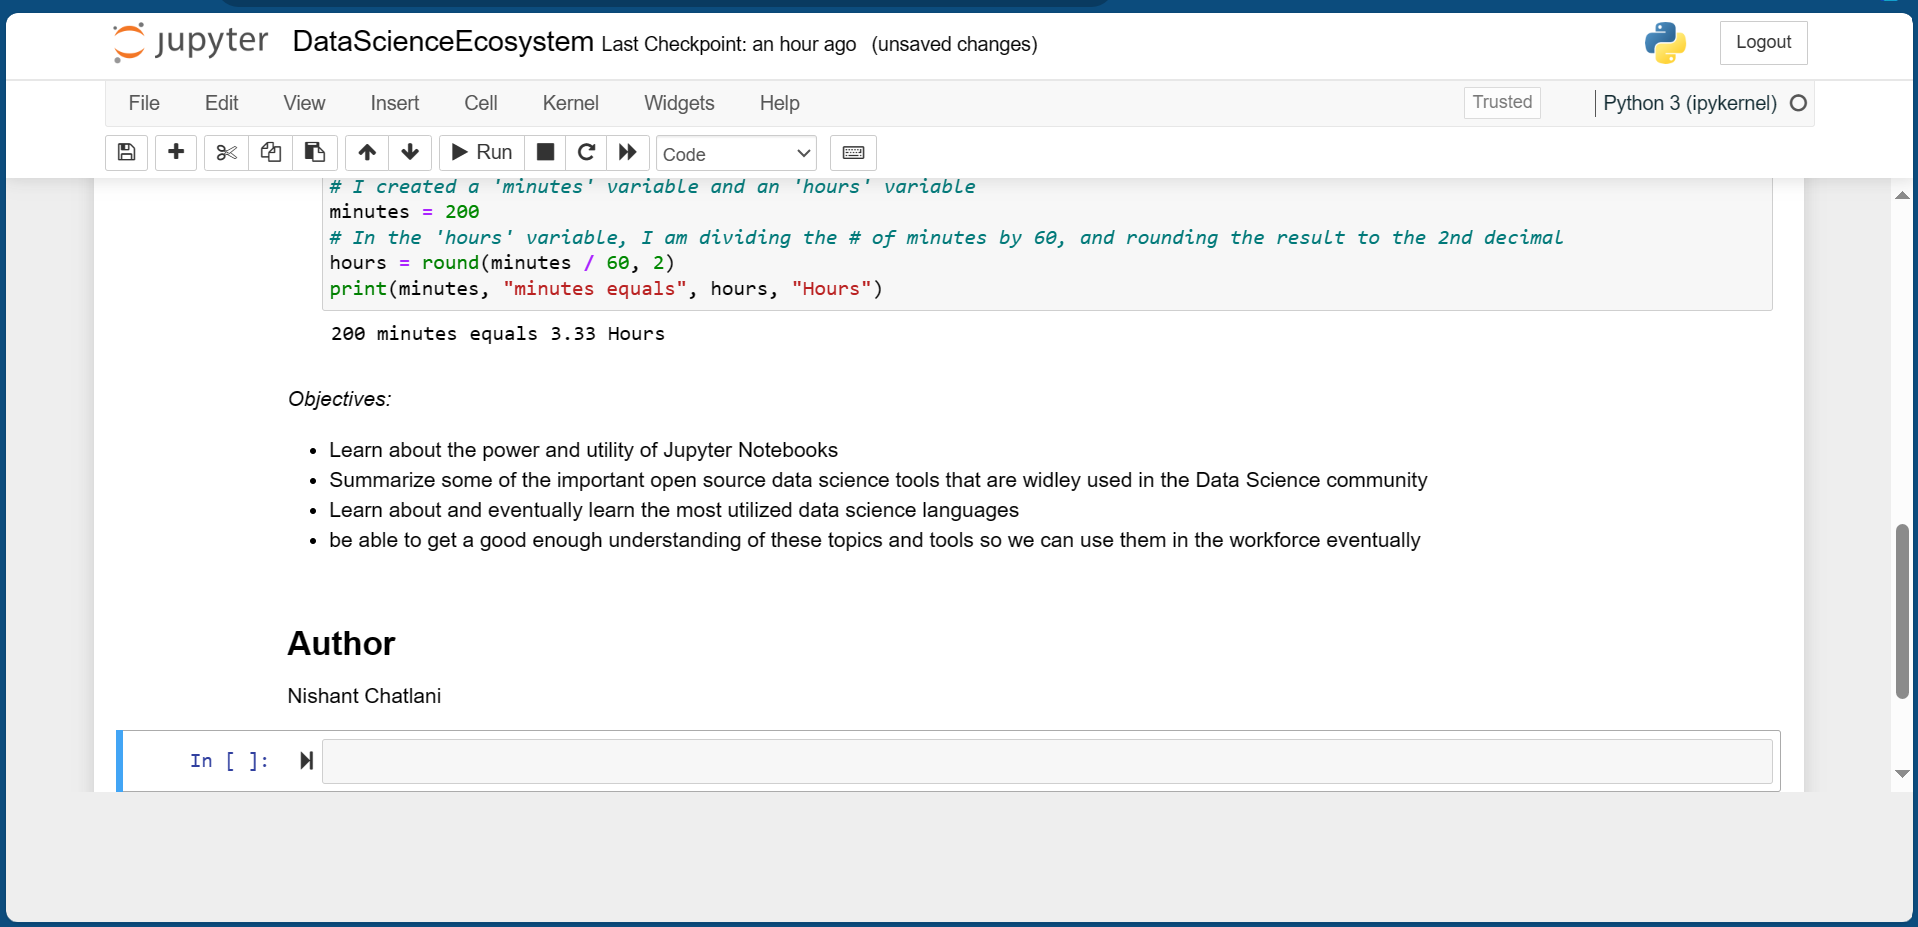 jupyter DataScienceEcosystem Last Checkpoint: an hour ago (unsaved changes) Logout
File Edit View Insert Cell Kernel Widgets Help Trusted Python 3 (ipykernel)
Run Code
# I created a 'minutes' variable and an 'hours' variable
minutes = 200
# In the 'hours' variable, I am dividing the # of minutes by 60, and rounding the result to the 2nd decimal
hours = round(minutes / 60, 2)
print(minutes, "minutes equals", hours, "Hours")
200 minutes equals 3.33 Hours
Objectives:
• Learn about the power and utility of Jupyter Notebooks
• Summarize some of the important open source data science tools that are widley used in the Data Science community
• Learn about and eventually learn the most utilized data science languages
• be able to get a good enough understanding of these topics and tools so we can use them in the workforce eventually
Author
Nishant Chatlani
In [ ]: